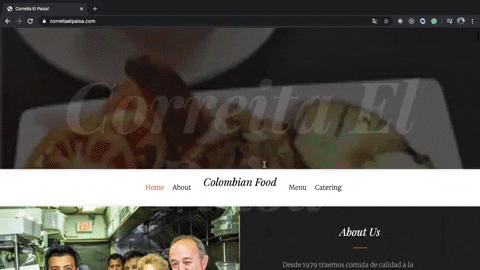 Correita El Paisa!
correitaelpaisa.com
Correita El
Home About Colombian Food Menu Catering
About Us
Desde 1979 traemos comida de calidad a la